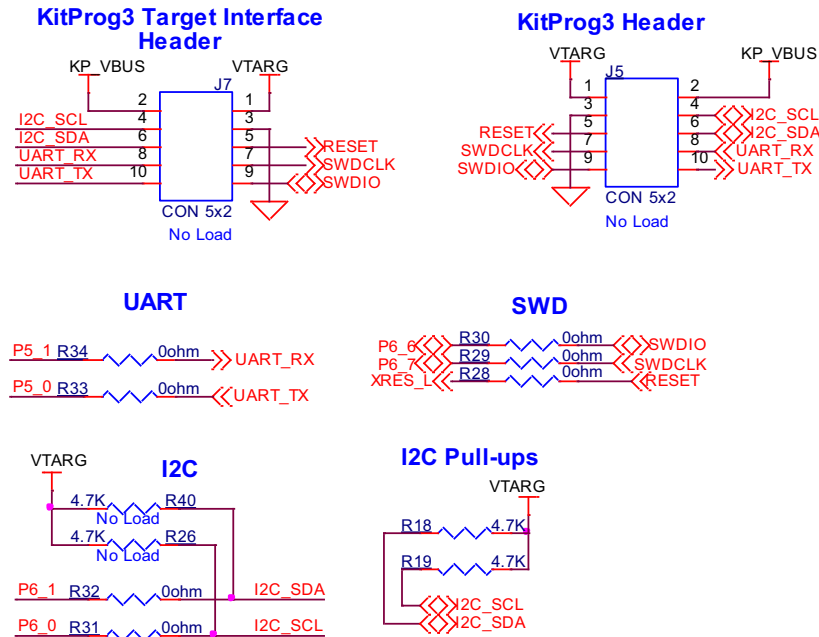 KitProg3 Target Interface
Header
KP_VBUS
VTARG
J7
2
1
I2C_SCL
4
3
I2C_SDA
6
5
RESET
UART_RX
8
7
SWDCLK
UART_TX
10
9
SWDIO
CON 5x2
No Load
KitProg3 Header
VTARG
KP_VBUS
J5
1
2
3
4
I2C_SCL
RESET
5
6
I2C_SDA
SWDCLK
7
8
UART_RX
SWDIO
9
10
UART_TX
CON 5x2
No Load
UART
P5_1 R34 0ohm UART_RX
P5_0 R33 0ohm UART_TX
SWD
P6_6 R30 0ohm SWDIO
P6_7 R29 0ohm SWDCLK
XRES_L R28 0ohm RESET
I2C
VTARG
4.7K R40
No Load
4.7K R26
No Load
P6_1 R32 0ohm I2C_SDA
P6_0 R31 0ohm I2C_SCL
I2C Pull-ups
VTARG
R18 4.7K
R19 4.7K
I2C_SCL
I2C_SDA